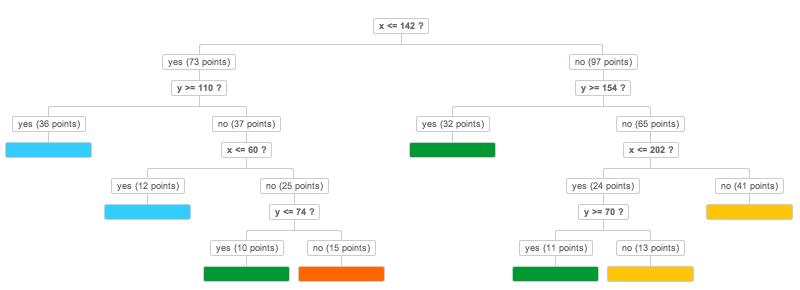 x <= 142 ?
yes (73 points)
no (97 points)
y >= 110 ?
y >= 154 ?
yes (36 points)
no (37 points)
yes (32 points)
no (65 points)
x <= 60 ?
x <= 202 ?
yes (12 points)
no (25 points)
yes (24 points)
no (41 points)
y <= 74 ?
y >= 70 ?
yes (10 points)
no (15 points)
yes (11 points)
no (13 points)